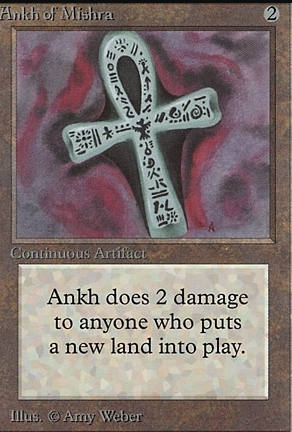 Ankh of Mishra 2
Continuous Artifact
Ankh does 2 damage
to anyone who puts
a new land into play.
Illus. © Amy Weber